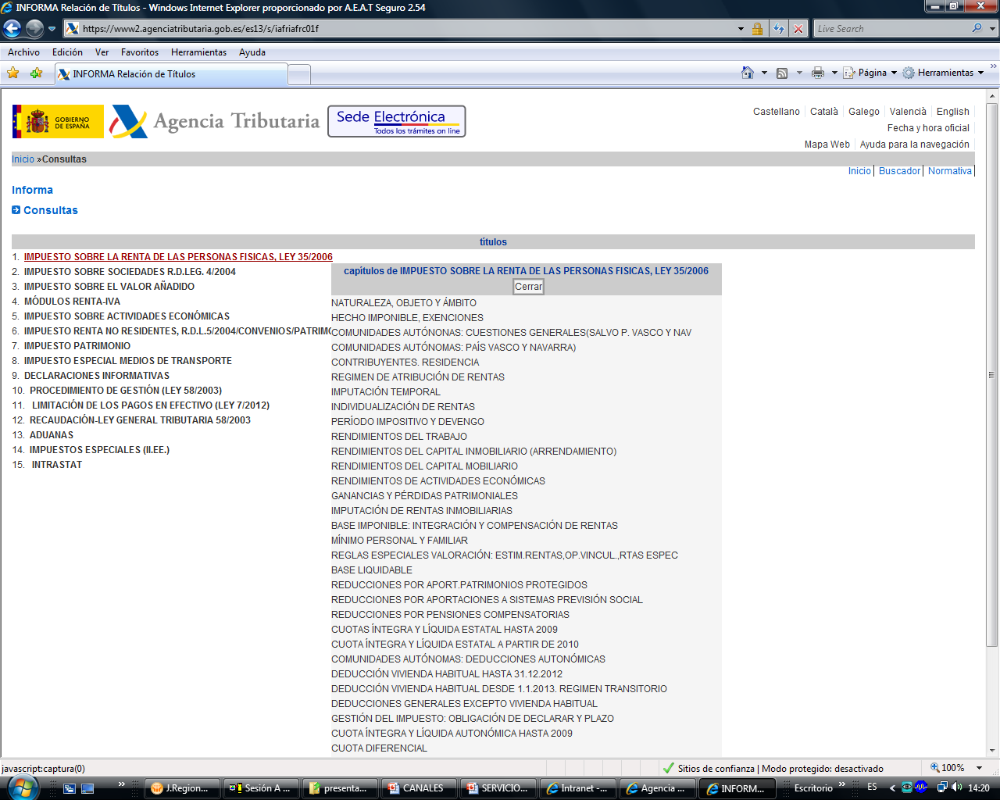 INFORMA Relación de Títulos - Windows Internet Explorer proporcionado por A.E.A.T Seguro 2.54
https://www2.agenciatributaria.gob.es/es13/s/iafriafrc01f
Live Search
Archivo Edición Ver Favoritos Herramientas Ayuda
INFORMA Relación de Títulos
Página Herramientas
GOBIERNO DE ESPAÑA
Agencia Tributaria
Sede Electrónica
Todos los trámites on line
Castellano Català Galego Valencià English
Fecha y hora oficial
Mapa Web Ayuda para la navegación
Inicio »Consultas
Inicio Buscador Normativa
Informa
Consultas
títulos
1. IMPUESTO SOBRE LA RENTA DE LAS PERSONAS FISICAS, LEY 35/2006
2. IMPUESTO SOBRE SOCIEDADES R.D.LEG. 4/2004
3. IMPUESTO SOBRE EL VALOR AÑADIDO
4. MÓDULOS RENTA-IVA
5. IMPUESTO SOBRE ACTIVIDADES ECONÓMICAS
6. IMPUESTO RENTA NO RESIDENTES, R.D.L.5/2004/CONVENIOS/PATRIMO
7. IMPUESTO PATRIMONIO
8. IMPUESTO ESPECIAL MEDIOS DE TRANSPORTE
9. DECLARACIONES INFORMATIVAS
10. PROCEDIMIENTO DE GESTIÓN (LEY 58/2003)
11. LIMITACIÓN DE LOS PAGOS EN EFECTIVO (LEY 7/2012)
12. RECAUDACIÓN-LEY GENERAL TRIBUTARIA 58/2003
13. ADUANAS
14. IMPUESTOS ESPECIALES (II.EE.)
15. INTRASTAT
capítulos de IMPUESTO SOBRE LA RENTA DE LAS PERSONAS FISICAS, LEY 35/2006
Cerrar
NATURALEZA, OBJETO Y ÁMBITO
HECHO IMPONIBLE, EXENCIONES
COMUNIDADES AUTÓNONAS: CUESTIONES GENERALES(SALVO P. VASCO Y NAV
COMUNIDADES AUTÓNOMAS: PAÍS VASCO Y NAVARRA)
CONTRIBUYENTES. RESIDENCIA
REGIMEN DE ATRIBUCIÓN DE RENTAS
IMPUTACIÓN TEMPORAL
INDIVIDUALIZACIÓN DE RENTAS
PERÍODO IMPOSITIVO Y DEVENGO
RENDIMIENTOS DEL TRABAJO
RENDIMIENTOS DEL CAPITAL INMOBILIARIO (ARRENDAMIENTO)
RENDIMIENTOS DEL CAPITAL MOBILIARIO
RENDIMIENTOS DE ACTIVIDADES ECONÓMICAS
GANANCIAS Y PÉRDIDAS PATRIMONIALES
IMPUTACIÓN DE RENTAS INMOBILIARIAS
BASE IMPONIBLE: INTEGRACIÓN Y COMPENSACIÓN DE RENTAS
MÍNIMO PERSONAL Y FAMILIAR
REGLAS ESPECIALES VALORACIÓN: ESTIM.RENTAS,OP.VINCUL.,RTAS ESPEC
BASE LIQUIDABLE
REDUCCIONES POR APORT.PATRIMONIOS PROTEGIDOS
REDUCCIONES POR APORTACIONES A SISTEMAS PREVISIÓN SOCIAL
REDUCCIONES POR PENSIONES COMPENSATORIAS
CUOTAS ÍNTEGRA Y LÍQUIDA ESTATAL HASTA 2009
CUOTA ÍNTEGRA Y LÍQUIDA ESTATAL A PARTIR DE 2010
COMUNIDADES AUTÓNOMAS: DEDUCCIONES AUTONÓMICAS
DEDUCCIÓN VIVIENDA HABITUAL HASTA 31.12.2012
DEDUCCIÓN VIVIENDA HABITUAL DESDE 1.1.2013. REGIMEN TRANSITORIO
DEDUCCIONES GENERALES EXCEPTO VIVIENDA HABITUAL
GESTIÓN DEL IMPUESTO: OBLIGACIÓN DE DECLARAR Y PLAZO
CUOTA ÍNTEGRA Y LÍQUIDA AUTONÓMICA HASTA 2009
CUOTA DIFERENCIAL
javascript:captura(0)
Sitios de confianza | Modo protegido: desactivado
100%
J.Region... Sesión A ... presenta... CANALES SERVICIO... Intranet -... Agencia ... INFORM... Escritorio ES 14:20